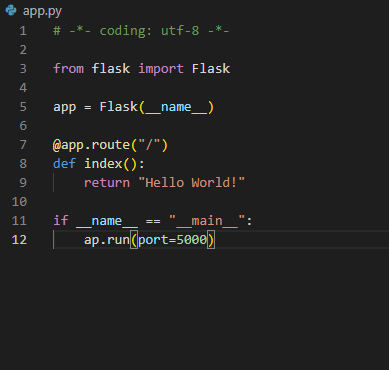 app.py
1 # -*- coding: utf-8 -*-
2
3 from flask import Flask
4
5 app = Flask(__name__)
6
7 @app.route("/")
8 def index():
9     return "Hello World!"
10
11 if __name__ == "__main__":
12     ap.run(port=5000)